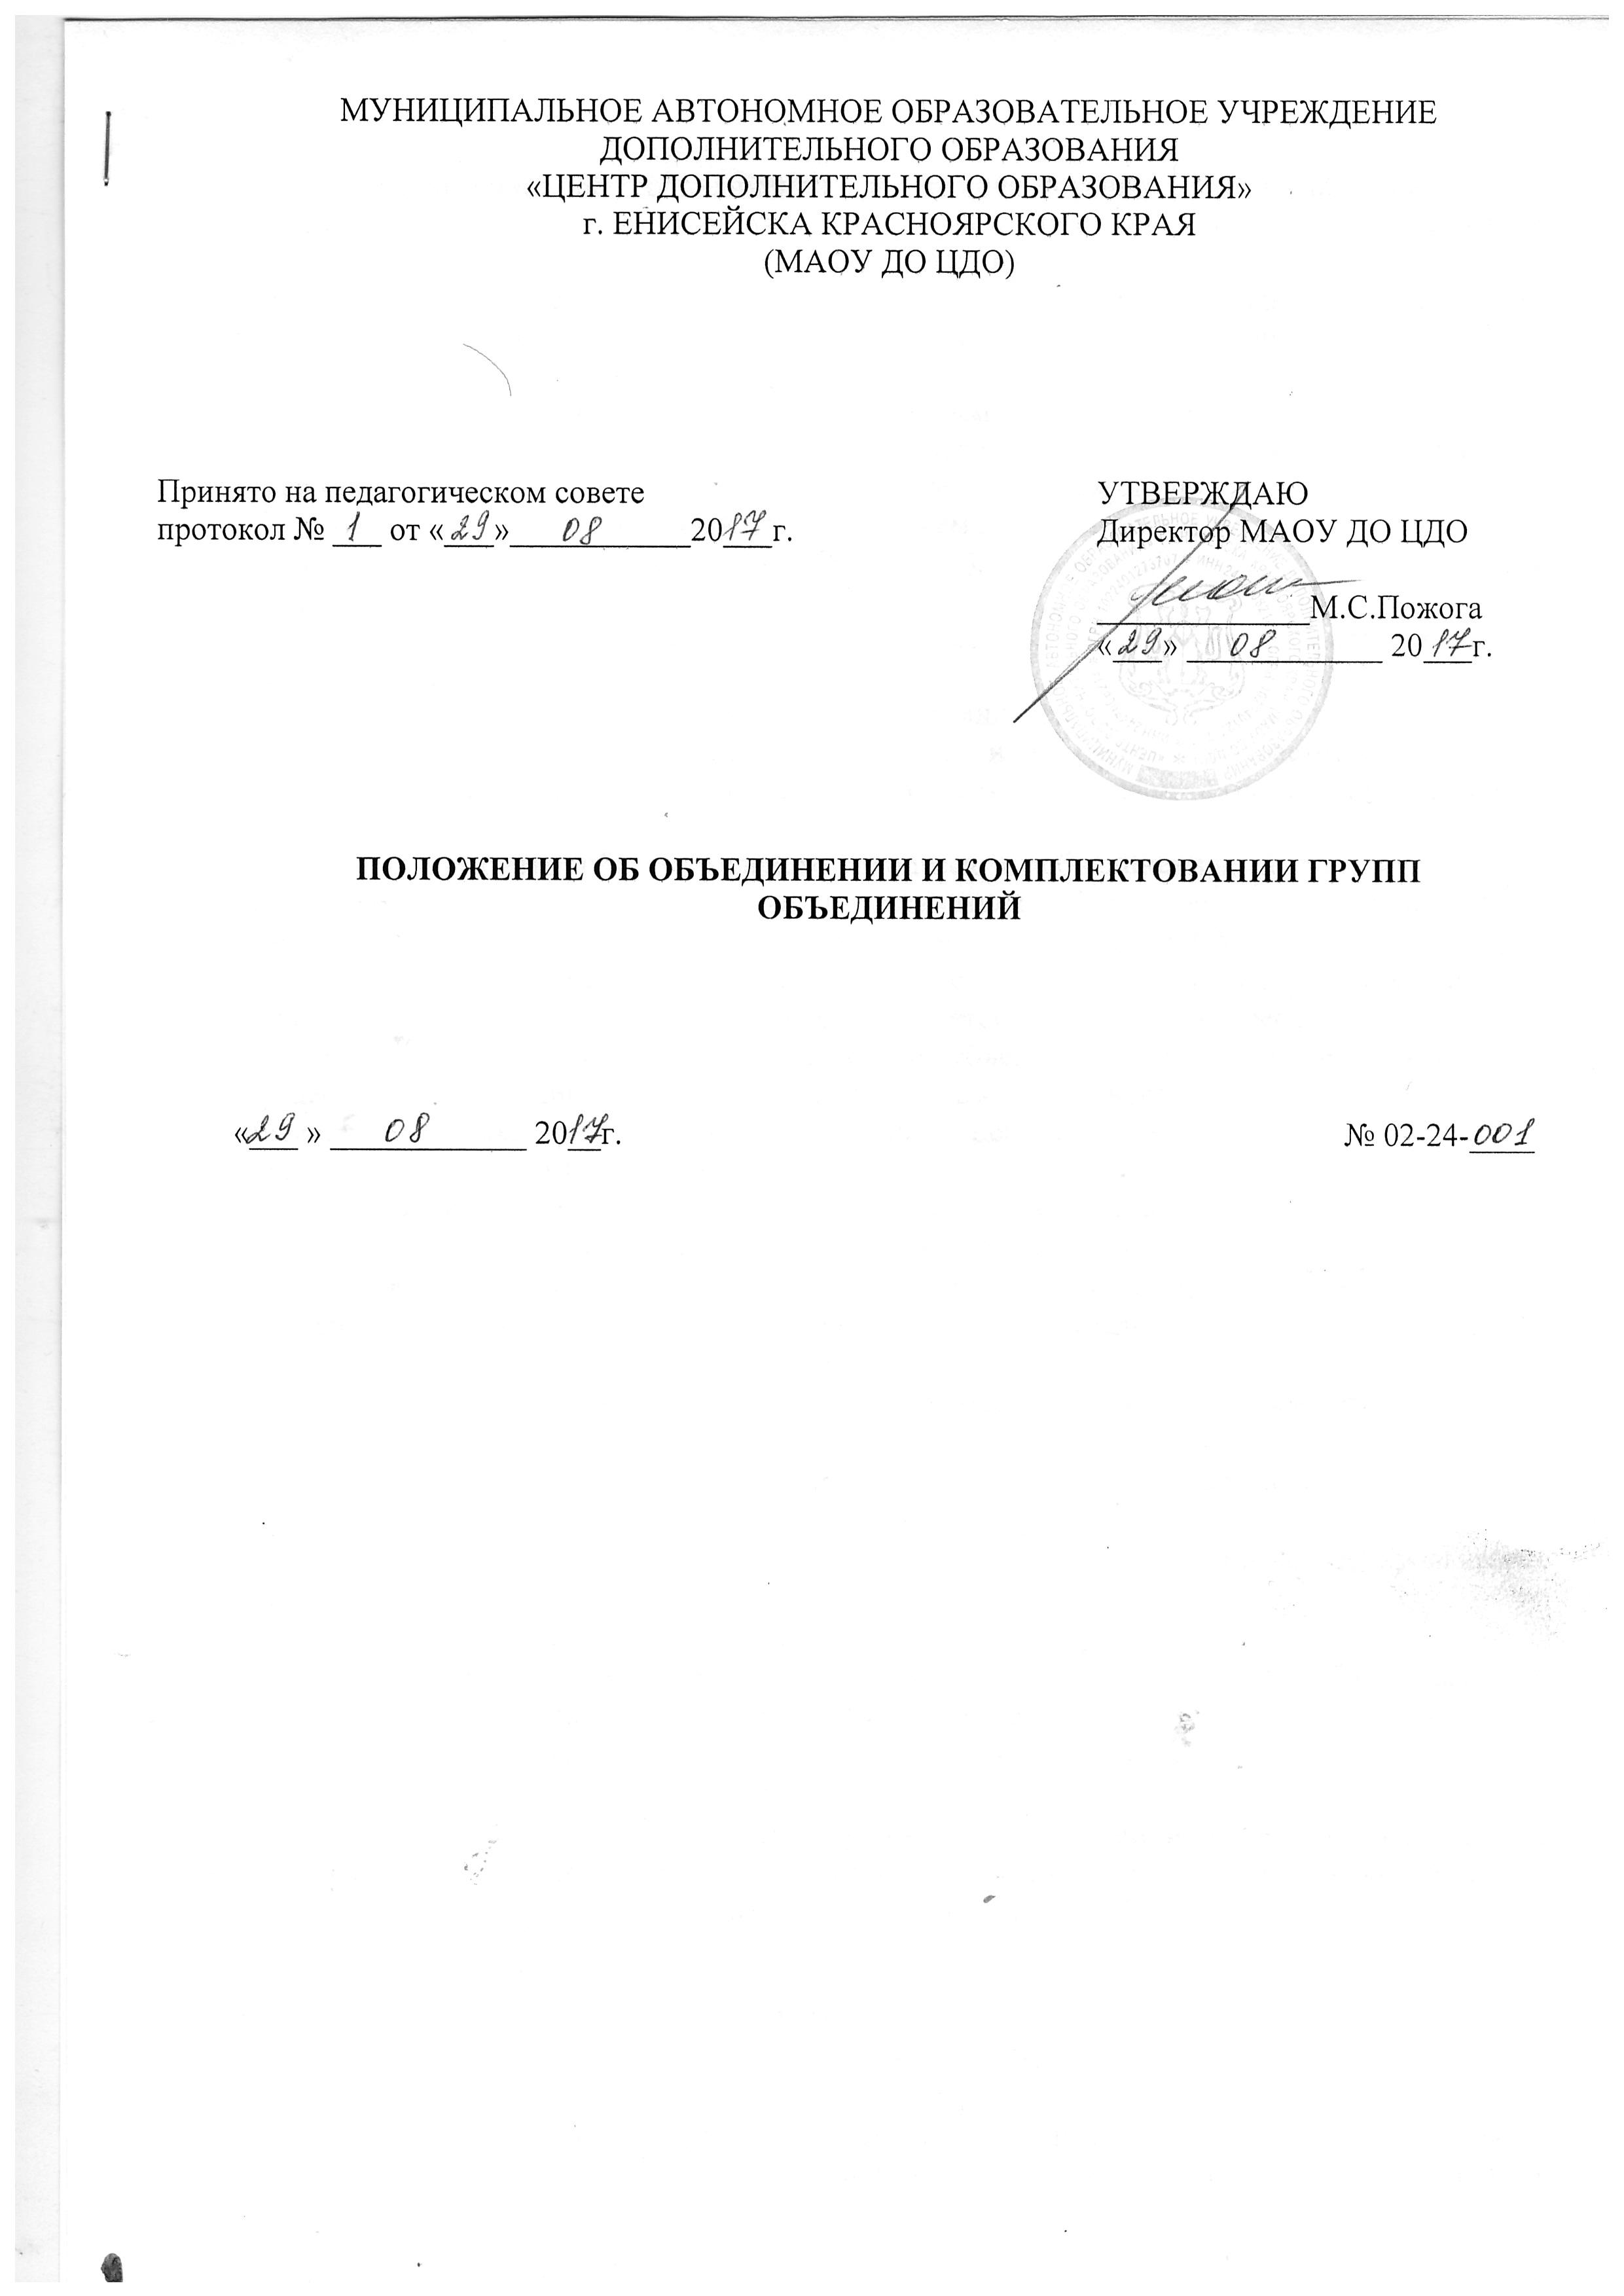 МУНИЦИПАЛЬНОЕ АВТОНОМНОЕ ОБРАЗОВАТЕЛЬНОЕ УЧРЕЖДЕНИЕ
ДОПОЛНИТЕЛЬНОГО ОБРАЗОВАНИЯ
«ЦЕНТР ДОПОЛНИТЕЛЬНОГО ОБРАЗОВАНИЯ»
г. ЕНИСЕЙСКА КРАСНОЯРСКОГО КРАЯ
(МАОУ ДО ЦДО)
Принято на педагогическом совете
протокол № 1 от «29» 08 2017 г.
УТВЕРЖДАЮ
Директор МАОУ ДО ЦДО
М.С.Пожога
«29» 08 2017г.
ПОЛОЖЕНИЕ ОБ ОБЪЕДИНЕНИИ И КОМПЛЕКТОВАНИИ ГРУПП
ОБЪЕДИНЕНИЙ
«29 » 08 2017г.
№ 02-24-001